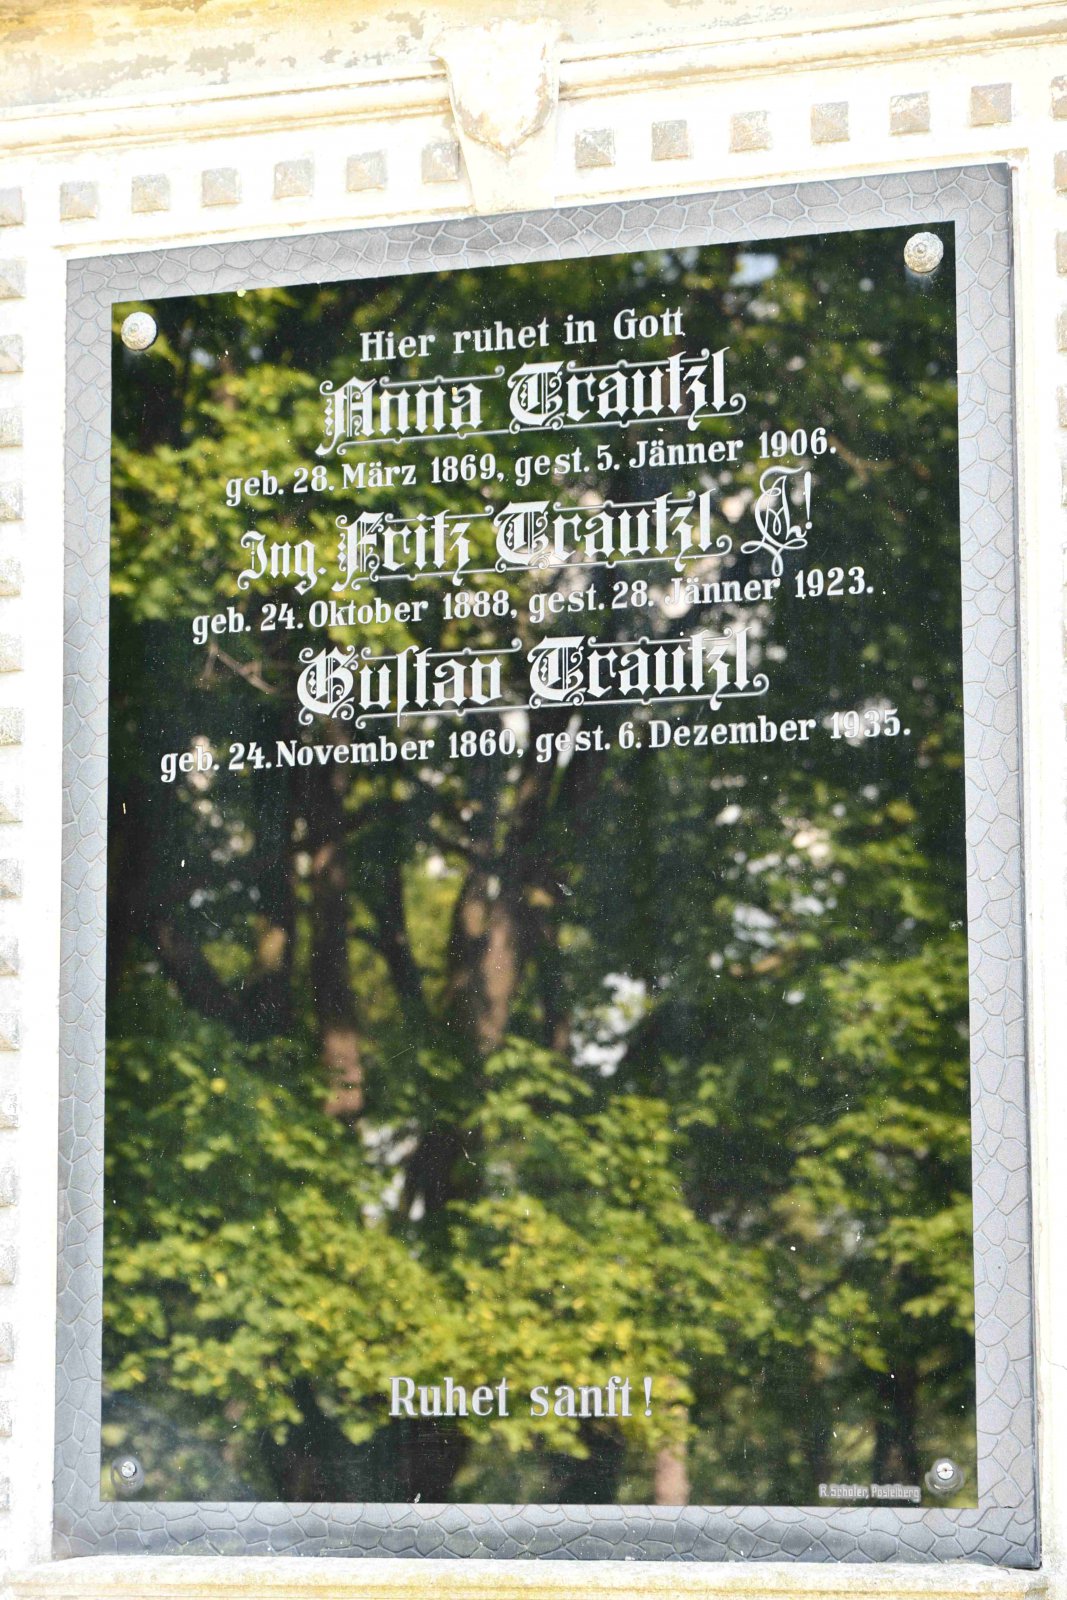 Hier ruhet in Gott
Anna Trautzl
geb. 28. März 1869, gest. 5. Jänner 1906.
Ing. Fritz Trautzl
geb. 24. Oktober 1888, gest. 28. Jänner 1923.
Gustav Trautzl
geb. 24. November 1860, gest. 6. Dezember 1935.
Ruhet sanft!
R. Scholer, Postelberg